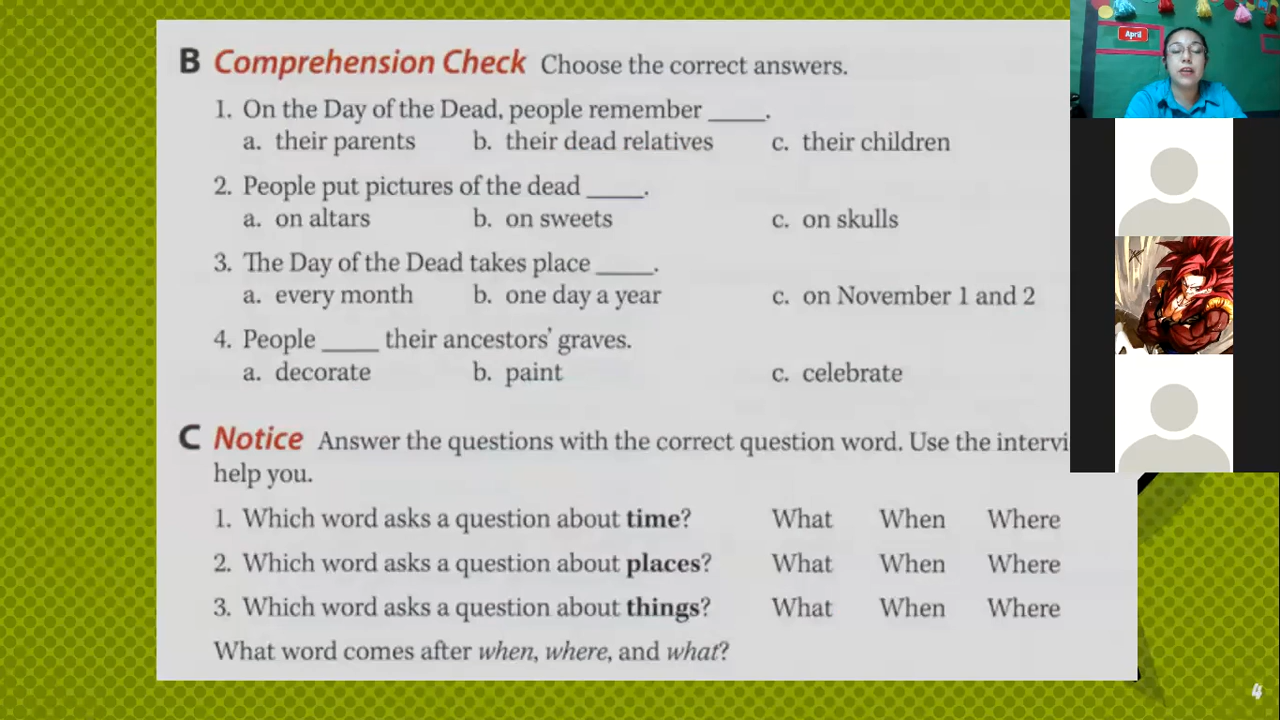 B Comprehension Check Choose the correct answers.
1. On the Day of the Dead, people remember _____.
a. their parents b. their dead relatives c. their children
2. People put pictures of the dead _____.
a. on altars b. on sweets c. on skulls
3. The Day of the Dead takes place _____.
a. every month b. one day a year c. on November 1 and 2
4. People _____ their ancestors' graves.
a. decorate b. paint c. celebrate
C Notice Answer the questions with the correct question word. Use the intervi
help you.
1. Which word asks a question about time? What When Where
2. Which word asks a question about places? What When Where
3. Which word asks a question about things? What When Where
What word comes after when, where, and what?
April
4